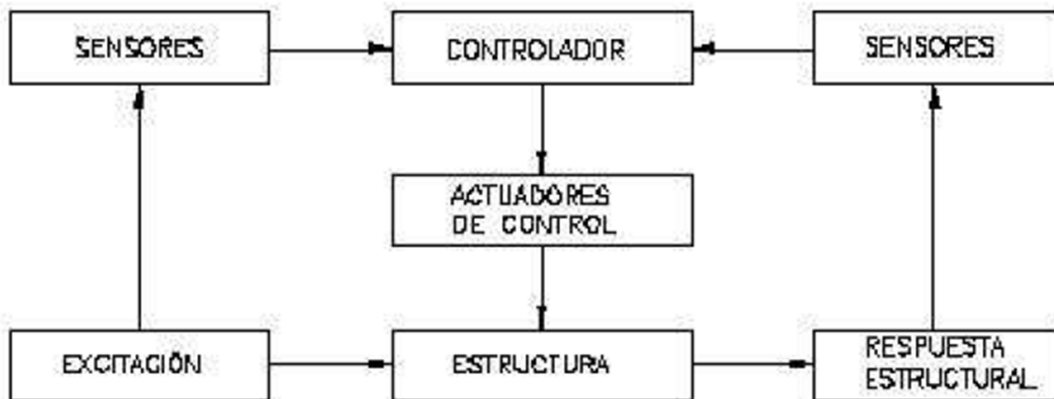 SENSORES
CONTROLADOR
SENSORES
ACTUADORES
DE CONTROL
EXCITACIÓN
ESTRUCTURA
RESPUESTA
ESTRUCTURAL